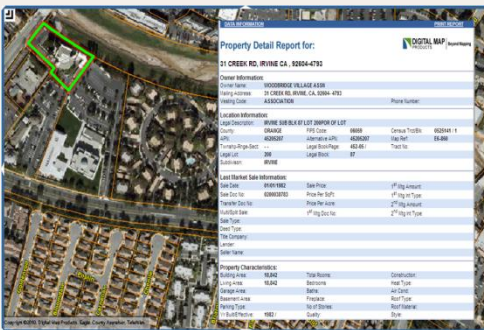 DATA INFORMATION PRINT REPORT
Property Detail Report for:
DIGITAL MAP PRODUCTS Beyond Mapping
31 CREEK RD, IRVINE CA , 92604-4793
Owner Information:
Owner Name: WOODBRIDGE VILLAGE ASSN
Mailing Address: 31 CREEK RD, IRVINE, CA, 92604-4793
Vesting Code: ASSOCIATION Phone Number:
Location Information:
Legal Description: IRVINE SUB BLK 87 LOT 200POR OF LOT
County: ORANGE FIPS Code: Census Trct/Blk:
APN: Alternative APN: Map Ref:
Township-Rnge-Sect: Legal Book/Page: Tract No:
Legal Lot: 200 Legal Block: 87
Subdivision: IRVINE
Last Market Sale Information:
Sale Date: Sale Price: 1st Mtg Amount:
Sale Doc No: Price Per SqFt: 1st Mtg Int Type:
Transfer Doc No: Price Per Acre: 2nd Mtg Amount:
Multi/Split Sale: 1st Mtg Doc No: 2nd Mtg Int Type:
Sale Type:
Deed Type:
Title Company:
Lender:
Seller Name:
Property Characteristics:
Building Area: 10,842 Total Rooms: Construction:
Living Area: 10,842 Bedrooms: Heat Type:
Garage Area: Baths: Air Cond:
Basement Area: Fireplace: Roof Type:
Parking Type: No of Stories: Roof Material:
Yr Built/Effective: 1983 / Quality: Style: